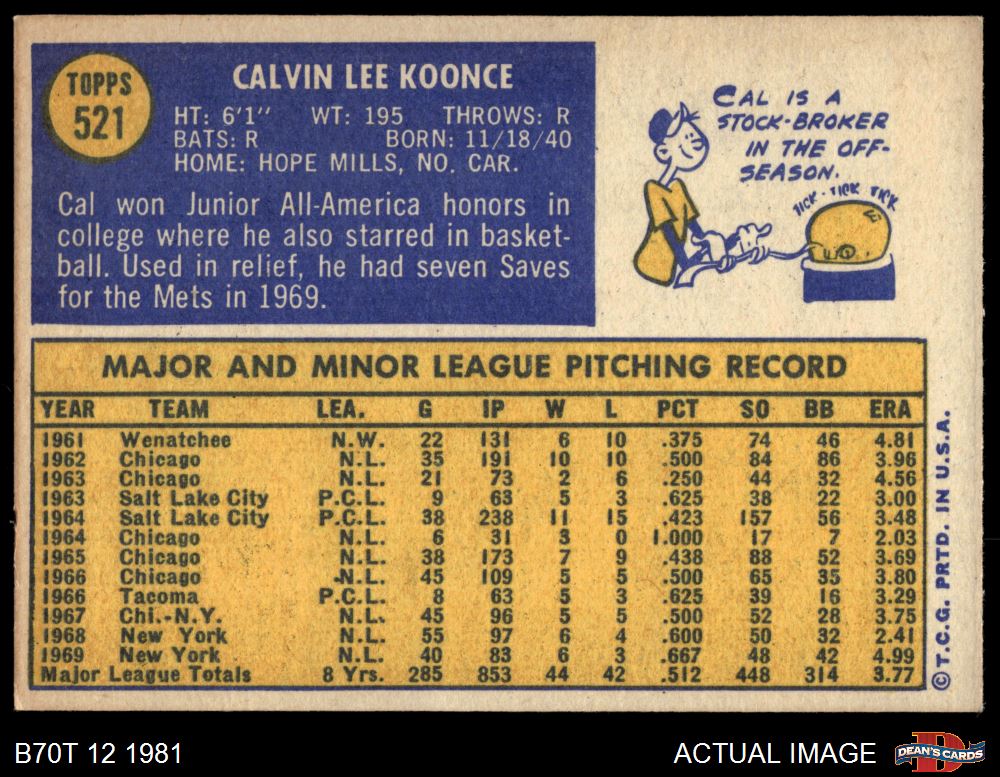 TOPPS
521
CALVIN LEE KOONCE
HT: 6'1" WT: 195 THROWS: R
BATS: R BORN: 11/18/40
HOME: HOPE MILLS, NO. CAR.
Cal won Junior All-America honors in
college where he also starred in basket-
ball. Used in relief, he had seven Saves
for the Mets in 1969.
CAL IS A
STOCK-BROKER
IN THE OFF-
SEASON.
TICK - TICK TICK
MAJOR AND MINOR LEAGUE PITCHING RECORD
YEAR TEAM LEA. G IP W L PCT SO BB ERA
1961 Wenatchee N.W. 22 131 6 10 .375 74 46 4.81
1962 Chicago N.L. 35 191 10 10 .500 84 86 3.96
1963 Chicago N.L. 21 73 2 6 .250 44 32 4.56
1963 Salt Lake City P.C.L. 9 63 5 3 .625 38 22 3.00
1964 Salt Lake City P.C.L. 38 238 11 15 .423 157 56 3.48
1964 Chicago N.L. 6 31 3 0 1.000 17 7 2.03
1965 Chicago N.L. 38 173 7 9 .438 88 52 3.69
1966 Chicago N.L. 45 109 5 5 .500 65 35 3.80
1966 Tacoma P.C.L. 8 63 5 3 .625 39 16 3.29
1967 Chi.-N.Y. N.L. 45 96 5 5 .500 52 28 3.75
1968 New York N.L. 55 97 6 4 .600 50 32 2.41
1969 New York N.L. 40 83 6 3 .667 48 42 4.99
Major League Totals 8 Yrs. 285 853 44 42 .512 448 314 3.77
©T.C.G. PRTD. IN U.S.A.
B70T 12 1981
ACTUAL IMAGE
D
DEAN'S CARDS